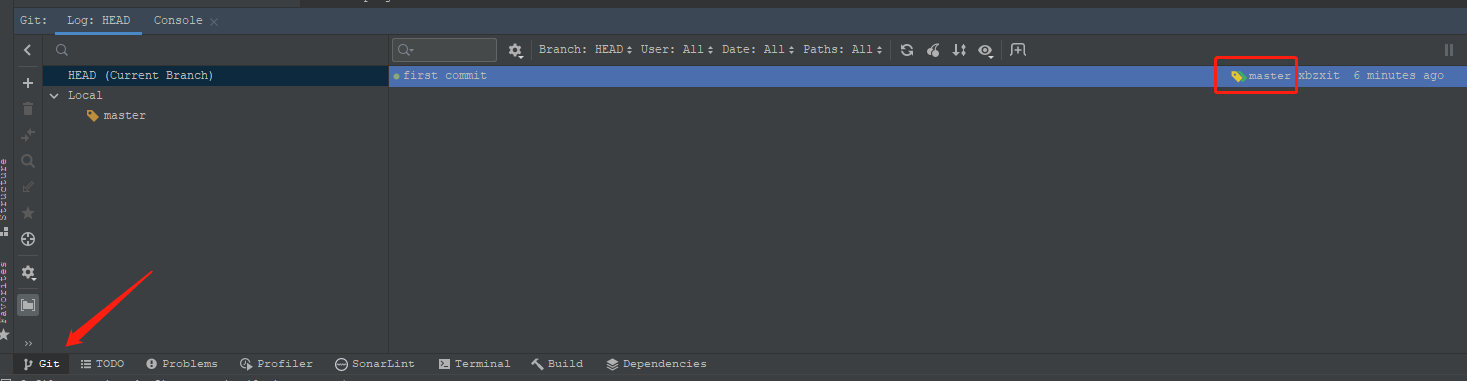 Git: Log: HEAD Console
Branch: HEAD User: All Date: All Paths: All
HEAD (Current Branch)
first commit master xbzxit 6 minutes ago
Local
master
Structure
Favorites
Git TODO Problems Profiler SonarLint Terminal Build Dependencies